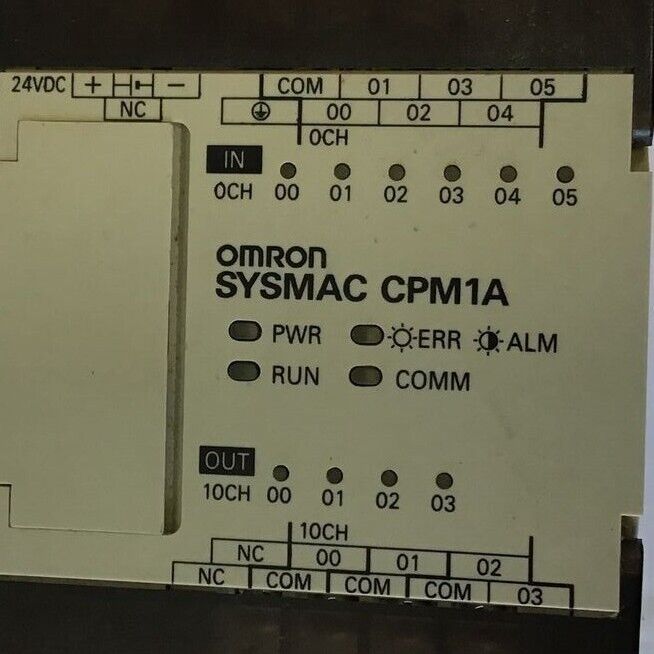 24VDC + - COM 01 03 05
NC 00 02 04
0CH
IN
0CH 00 01 02 03 04 05
OMRON
SYSMAC CPM1A
PWR ERR ALM
RUN COMM
OUT
10CH 00 01 02 03
10CH
NC 00 01 02
NC COM COM COM 03